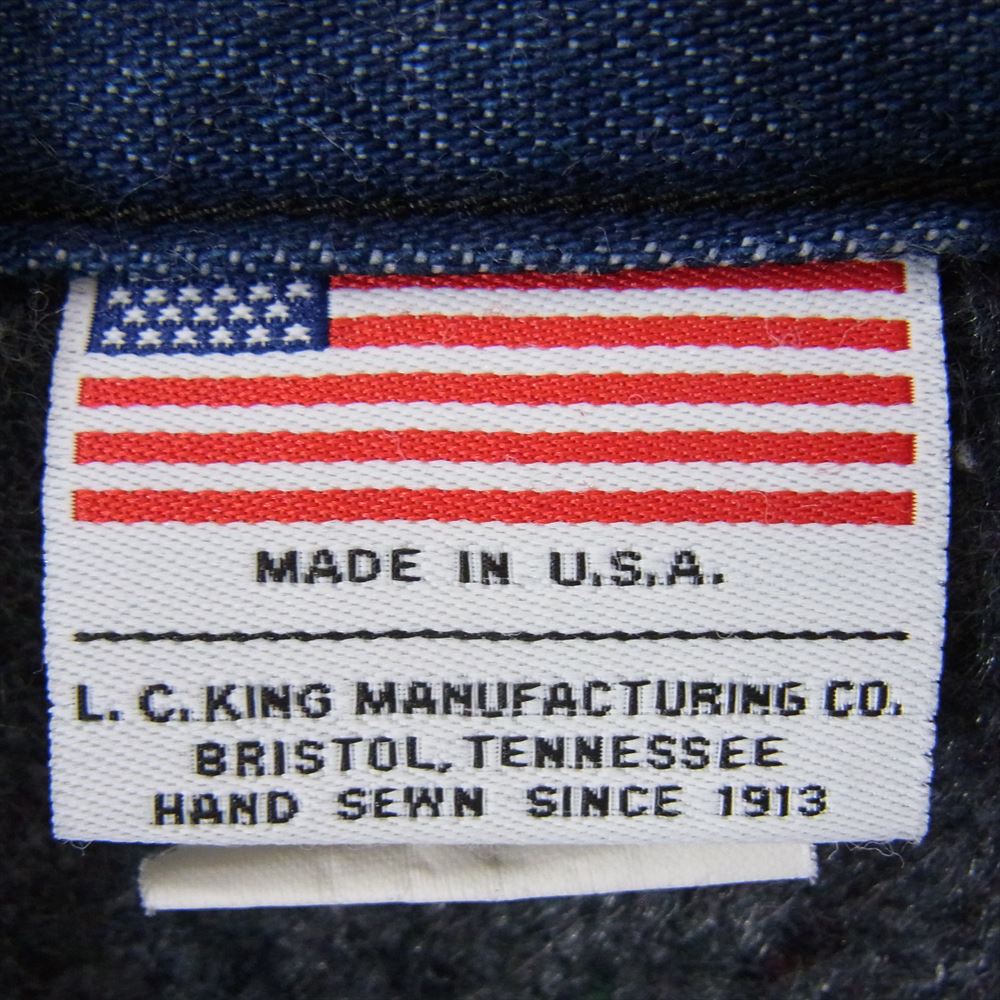 MADE IN U.S.A.
L. C. KING MANUFACTURING CO.
BRISTOL, TENNESSEE
HAND SEWN SINCE 1913